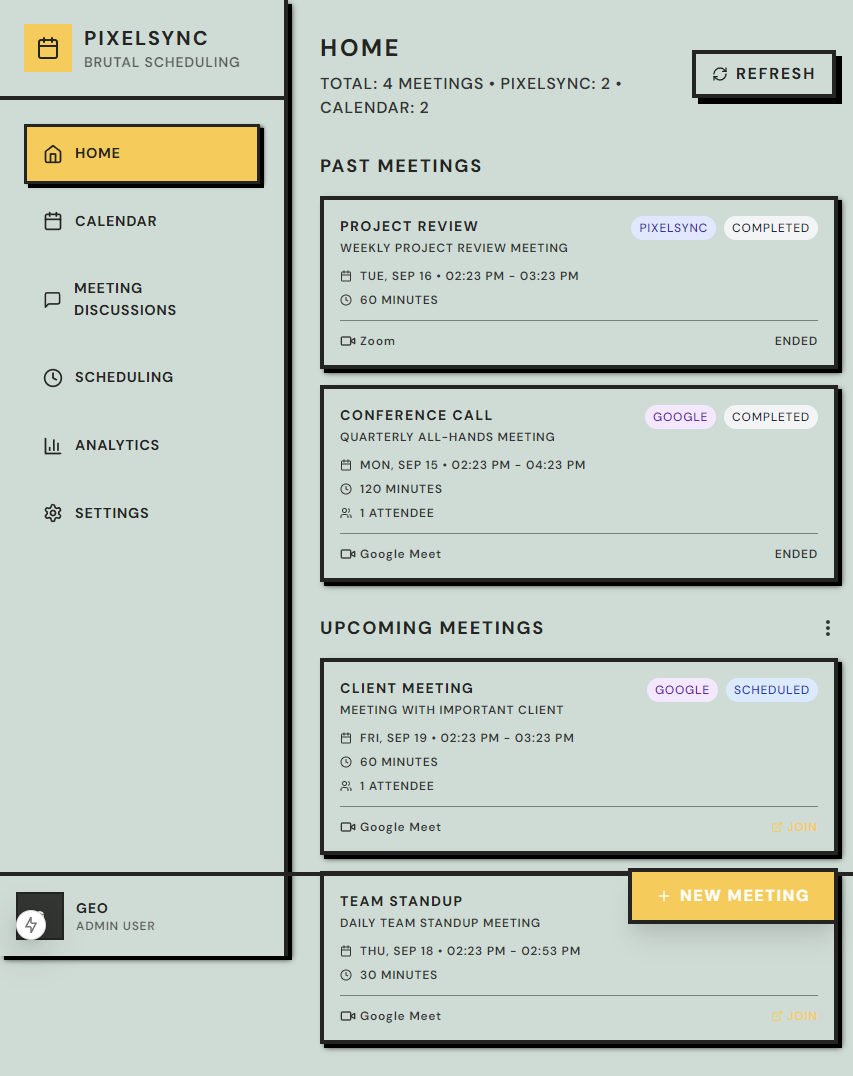 PIXELSYNC
BRUTAL SCHEDULING
HOME
CALENDAR
MEETING
DISCUSSIONS
SCHEDULING
ANALYTICS
SETTINGS
GEO
ADMIN USER
HOME
TOTAL: 4 MEETINGS • PIXELSYNC: 2 •
CALENDAR: 2
REFRESH
PAST MEETINGS
PROJECT REVIEW
PIXELSYNC COMPLETED
WEEKLY PROJECT REVIEW MEETING
TUE, SEP 16 • 02:23 PM - 03:23 PM
60 MINUTES
Zoom ENDED
CONFERENCE CALL
GOOGLE COMPLETED
QUARTERLY ALL-HANDS MEETING
MON, SEP 15 • 02:23 PM - 04:23 PM
120 MINUTES
1 ATTENDEE
Google Meet ENDED
UPCOMING MEETINGS
CLIENT MEETING
GOOGLE SCHEDULED
MEETING WITH IMPORTANT CLIENT
FRI, SEP 19 • 02:23 PM - 03:23 PM
60 MINUTES
1 ATTENDEE
Google Meet JOIN
TEAM STANDUP
DAILY TEAM STANDUP MEETING
THU, SEP 18 • 02:23 PM - 02:53 PM
30 MINUTES
Google Meet JOIN
+ NEW MEETING